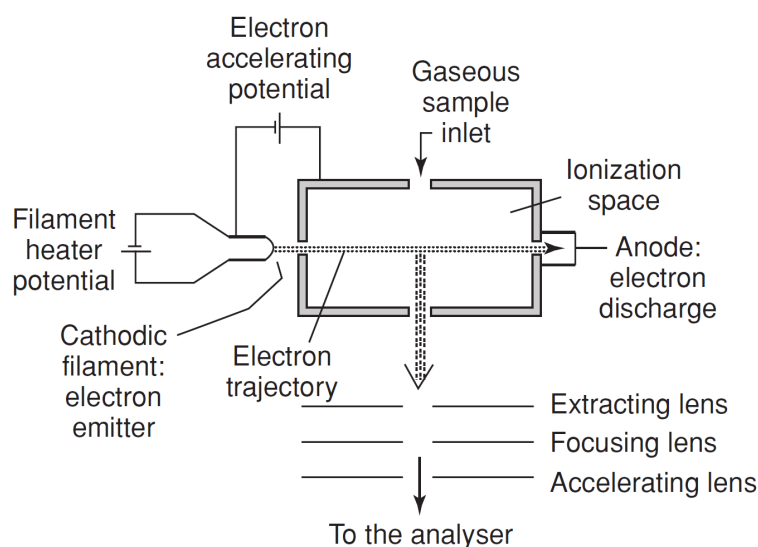 Electron
accelerating
potential
Gaseous
sample
inlet
Ionization
space
Filament
heater
potential
Anode:
electron
discharge
Cathodic
filament:
electron
emitter
Electron
trajectory
Extracting lens
Focusing lens
Accelerating lens
To the analyser